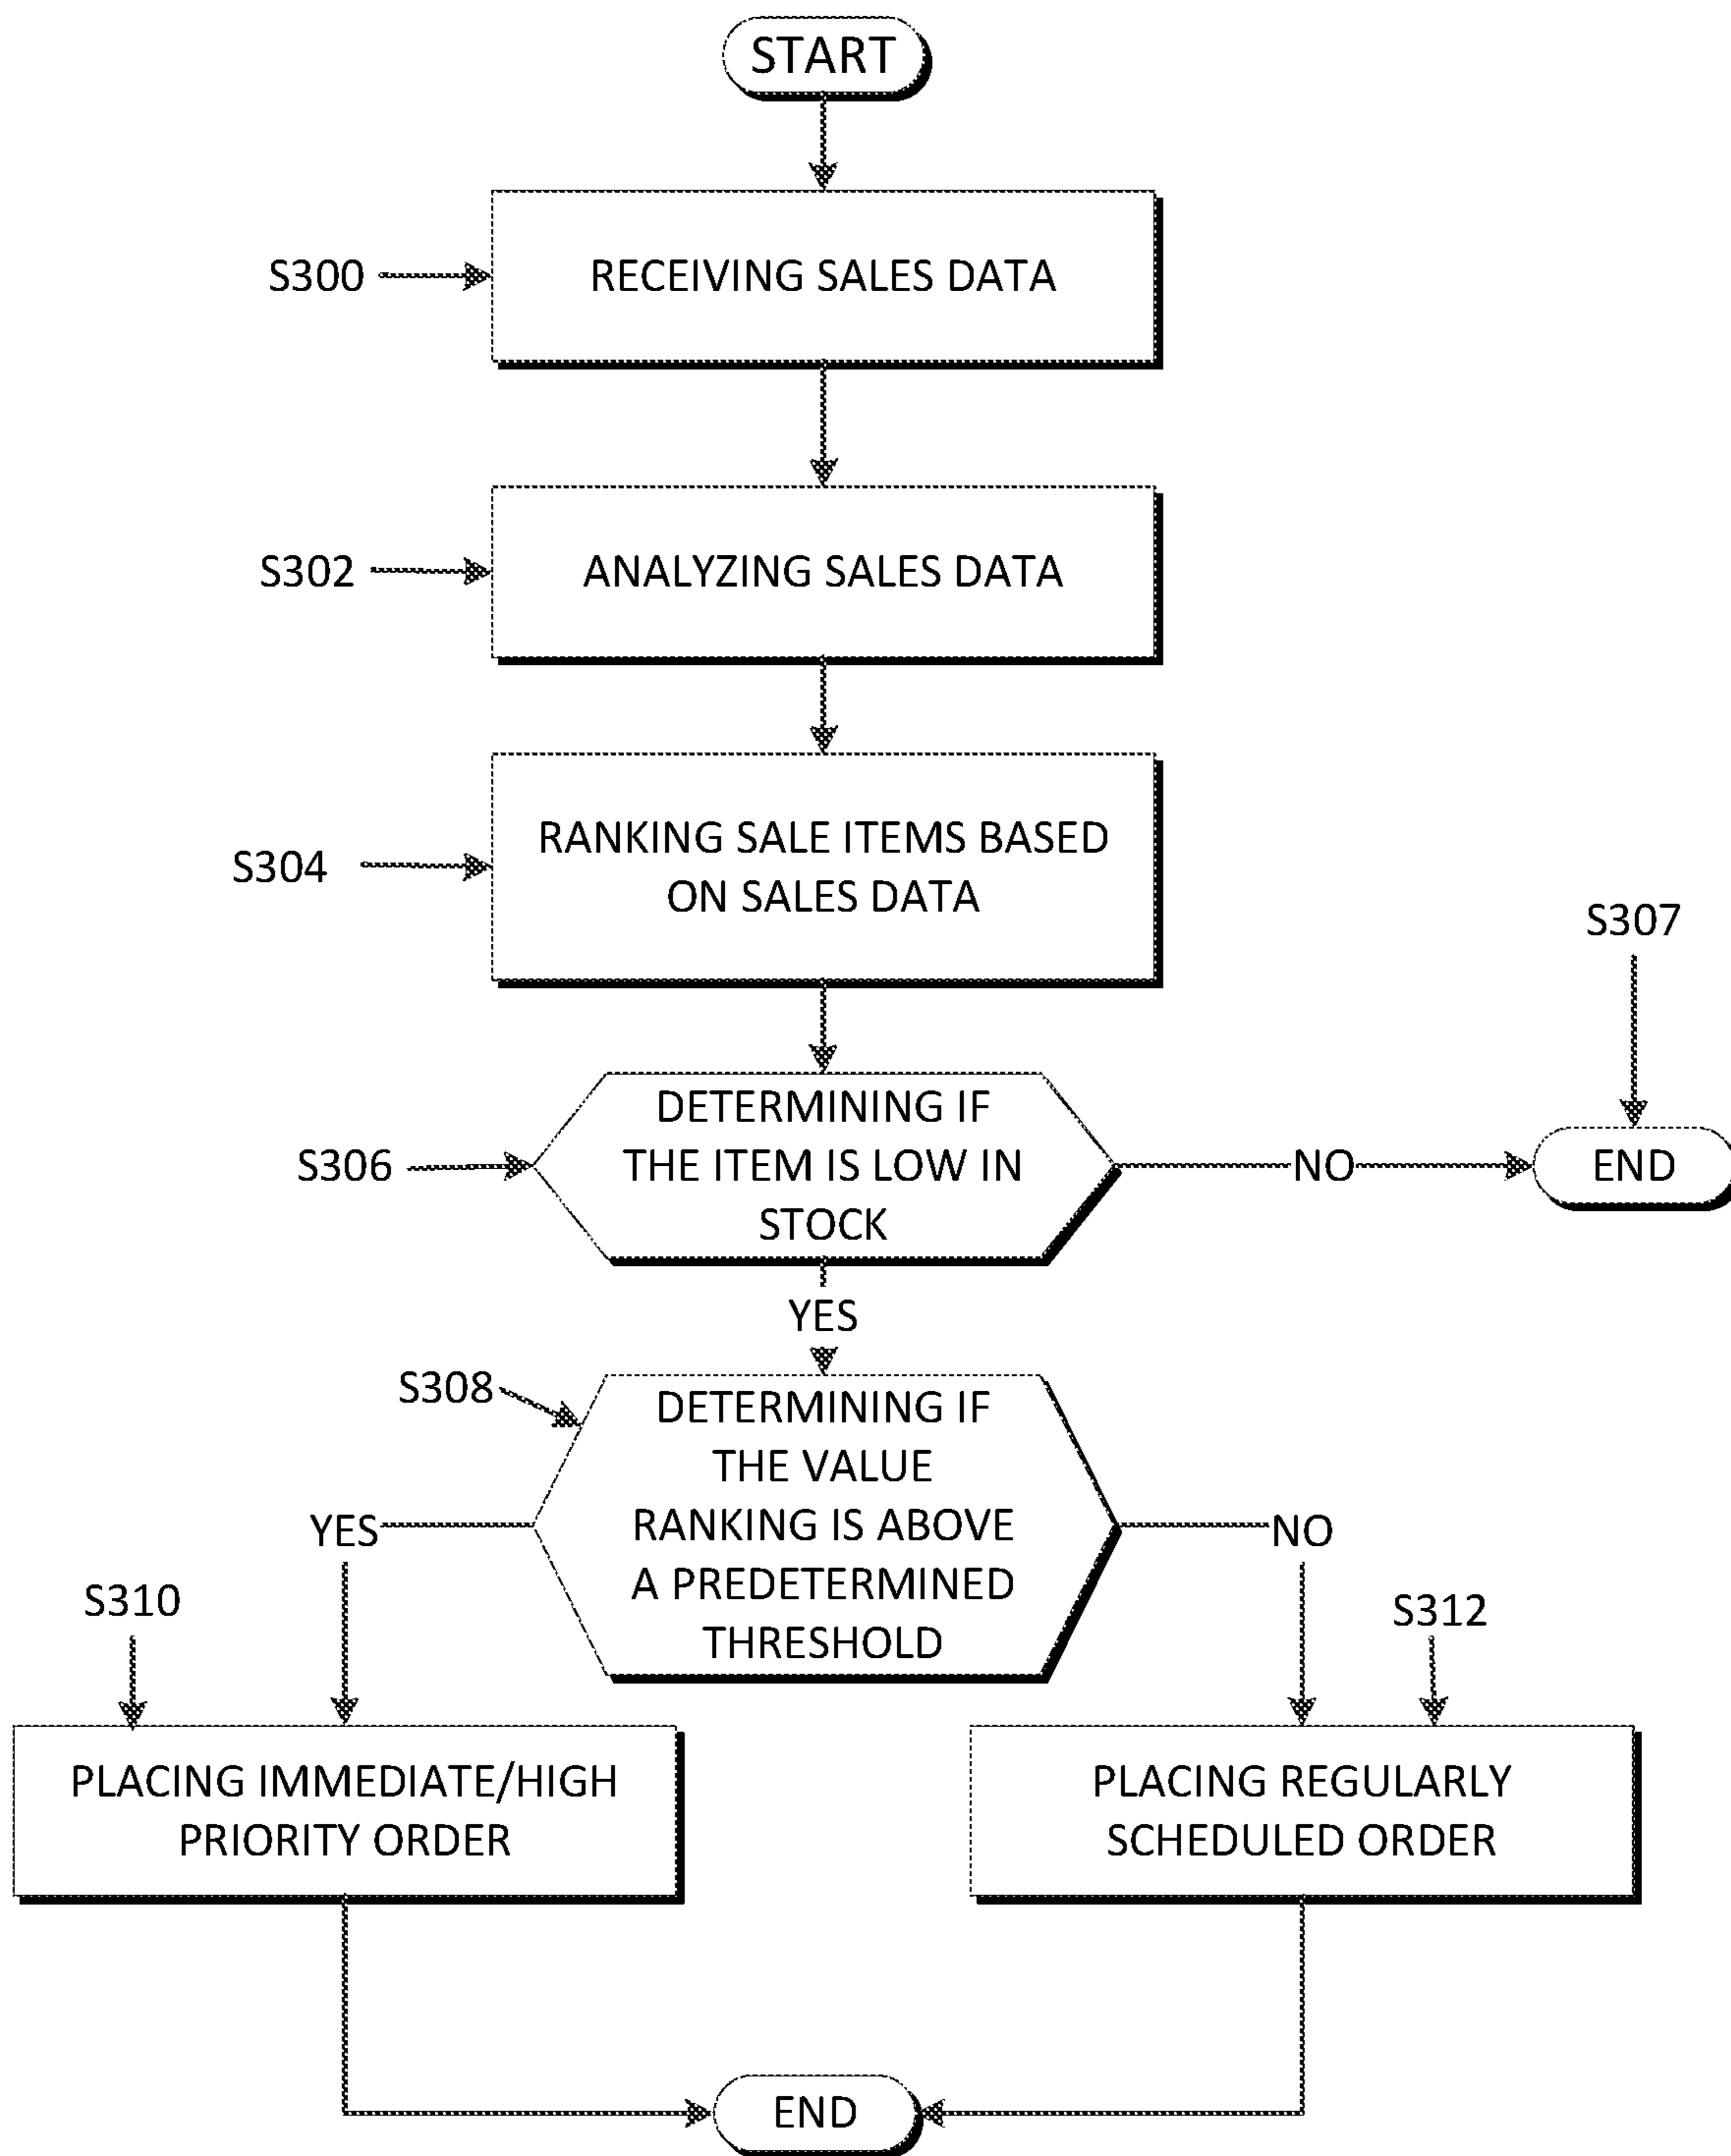 START
S300
RECEIVING SALES DATA
S302
ANALYZING SALES DATA
S304
RANKING SALE ITEMS BASED
ON SALES DATA
S307
S306
DETERMINING IF
THE ITEM IS LOW IN
STOCK
NO
END
YES
S308
DETERMINING IF
THE VALUE
RANKING IS ABOVE
A PREDETERMINED
THRESHOLD
YES
NO
S310
S312
PLACING IMMEDIATE/HIGH
PRIORITY ORDER
PLACING REGULARLY
SCHEDULED ORDER
END